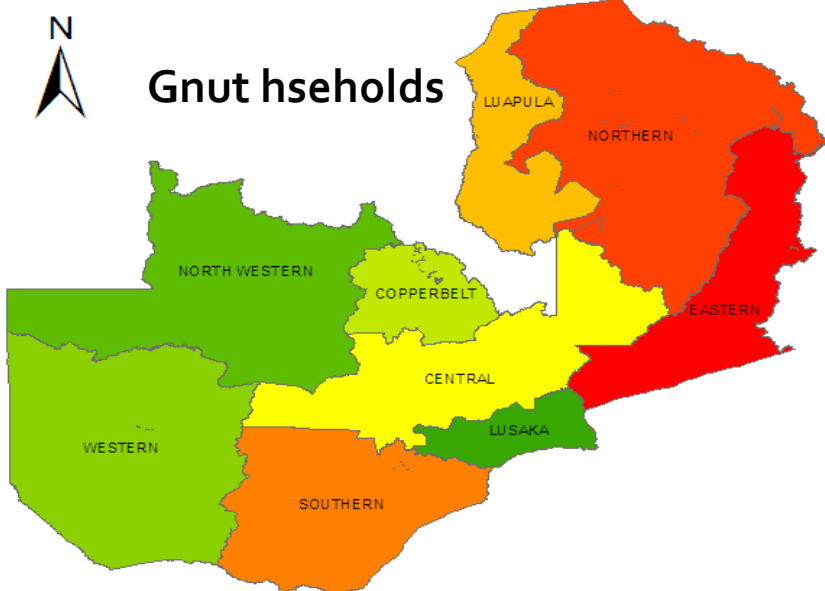 N
Gnut hseholds
LUAPULA
NORTHERN
NORTH WESTERN
COPPERBELT
EASTERN
CENTRAL
LUSAKA
WESTERN
SOUTHERN